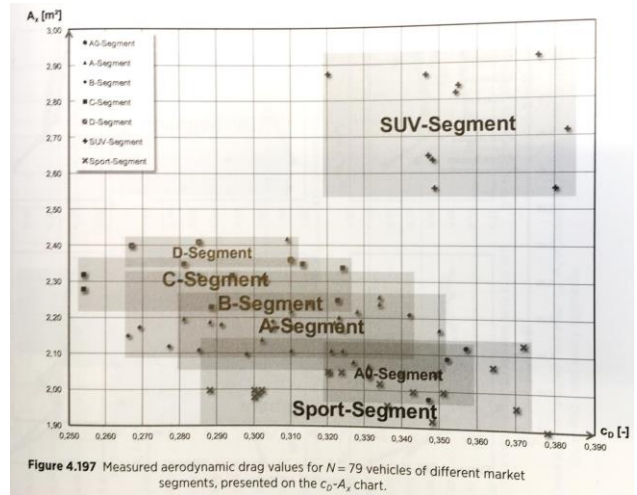 Aₓ [m²]
3,00
2,90
2,80
2,70
2,60
2,50
2,40
2,30
2,20
2,10
2,00
1,90
A0-Segment
A-Segment
B-Segment
C-Segment
D-Segment
SUV-Segment
Sport-Segment
SUV-Segment
D-Segment
C-Segment
B-Segment
A-Segment
A0-Segment
Sport-Segment
0,250 0,260 0,270 0,280 0,290 0,300 0,310 0,320 0,330 0,340 0,350 0,360 0,370 0,380 0,390
c_D [-]
Figure 4.197 Measured aerodynamic drag values for N = 79 vehicles of different market
segments, presented on the c_D-Aₓ chart.